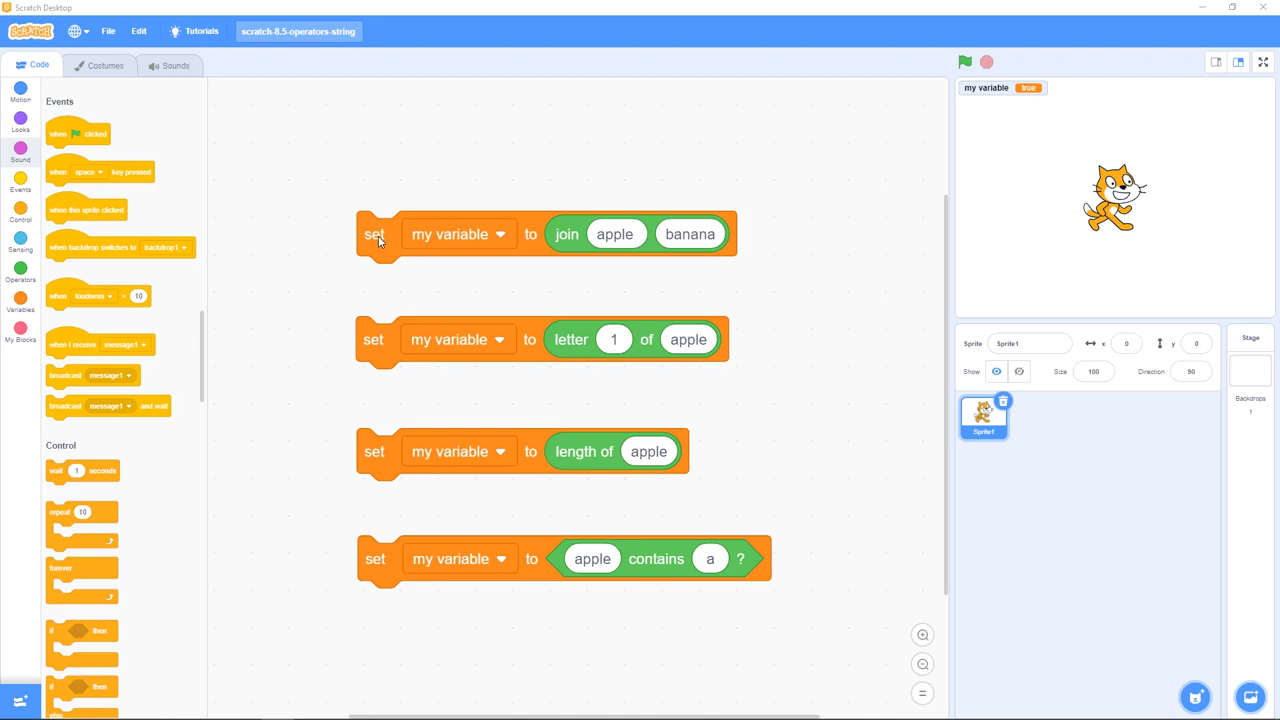 Scratch Desktop
SCRATCH
File
Edit
Tutorials
scratch-8.5-operators-string
Code
Costumes
Sounds
Motion
Looks
Sound
Events
Control
Sensing
Operators
Variables
My Blocks
Events
when clicked
when space key pressed
when this sprite clicked
when backdrop switches to backdrop1
when loudness > 10
when I receive message1
broadcast message1
broadcast message1 and wait
Control
wait 1 seconds
repeat 10
forever
if then
if then
else
set my variable to join apple banana
set my variable to letter 1 of apple
set my variable to length of apple
set my variable to apple contains a ?
my variable true
Sprite Sprite1 x 0 y 0
Show Size 100 Direction 90
Sprite1
Stage
Backdrops
1